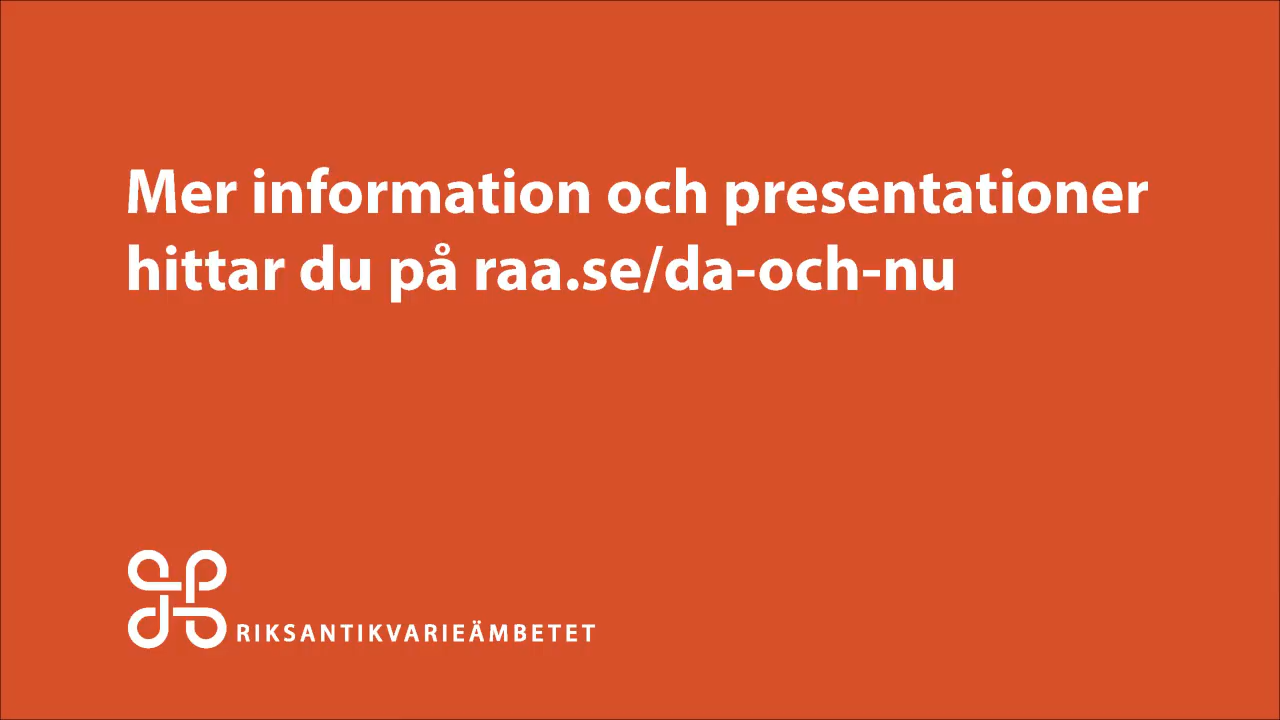 Mer information och presentationer
hittar du på raa.se/da-och-nu
RIKSANTIKVARIEÄMBETET